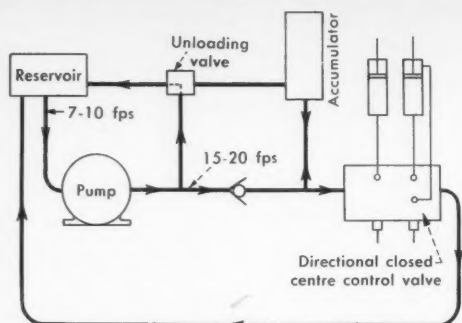 Unloading
valve
Reservoir
Accumulator
7-10 fps
15-20 fps
Pump
Directional closed
centre control valve